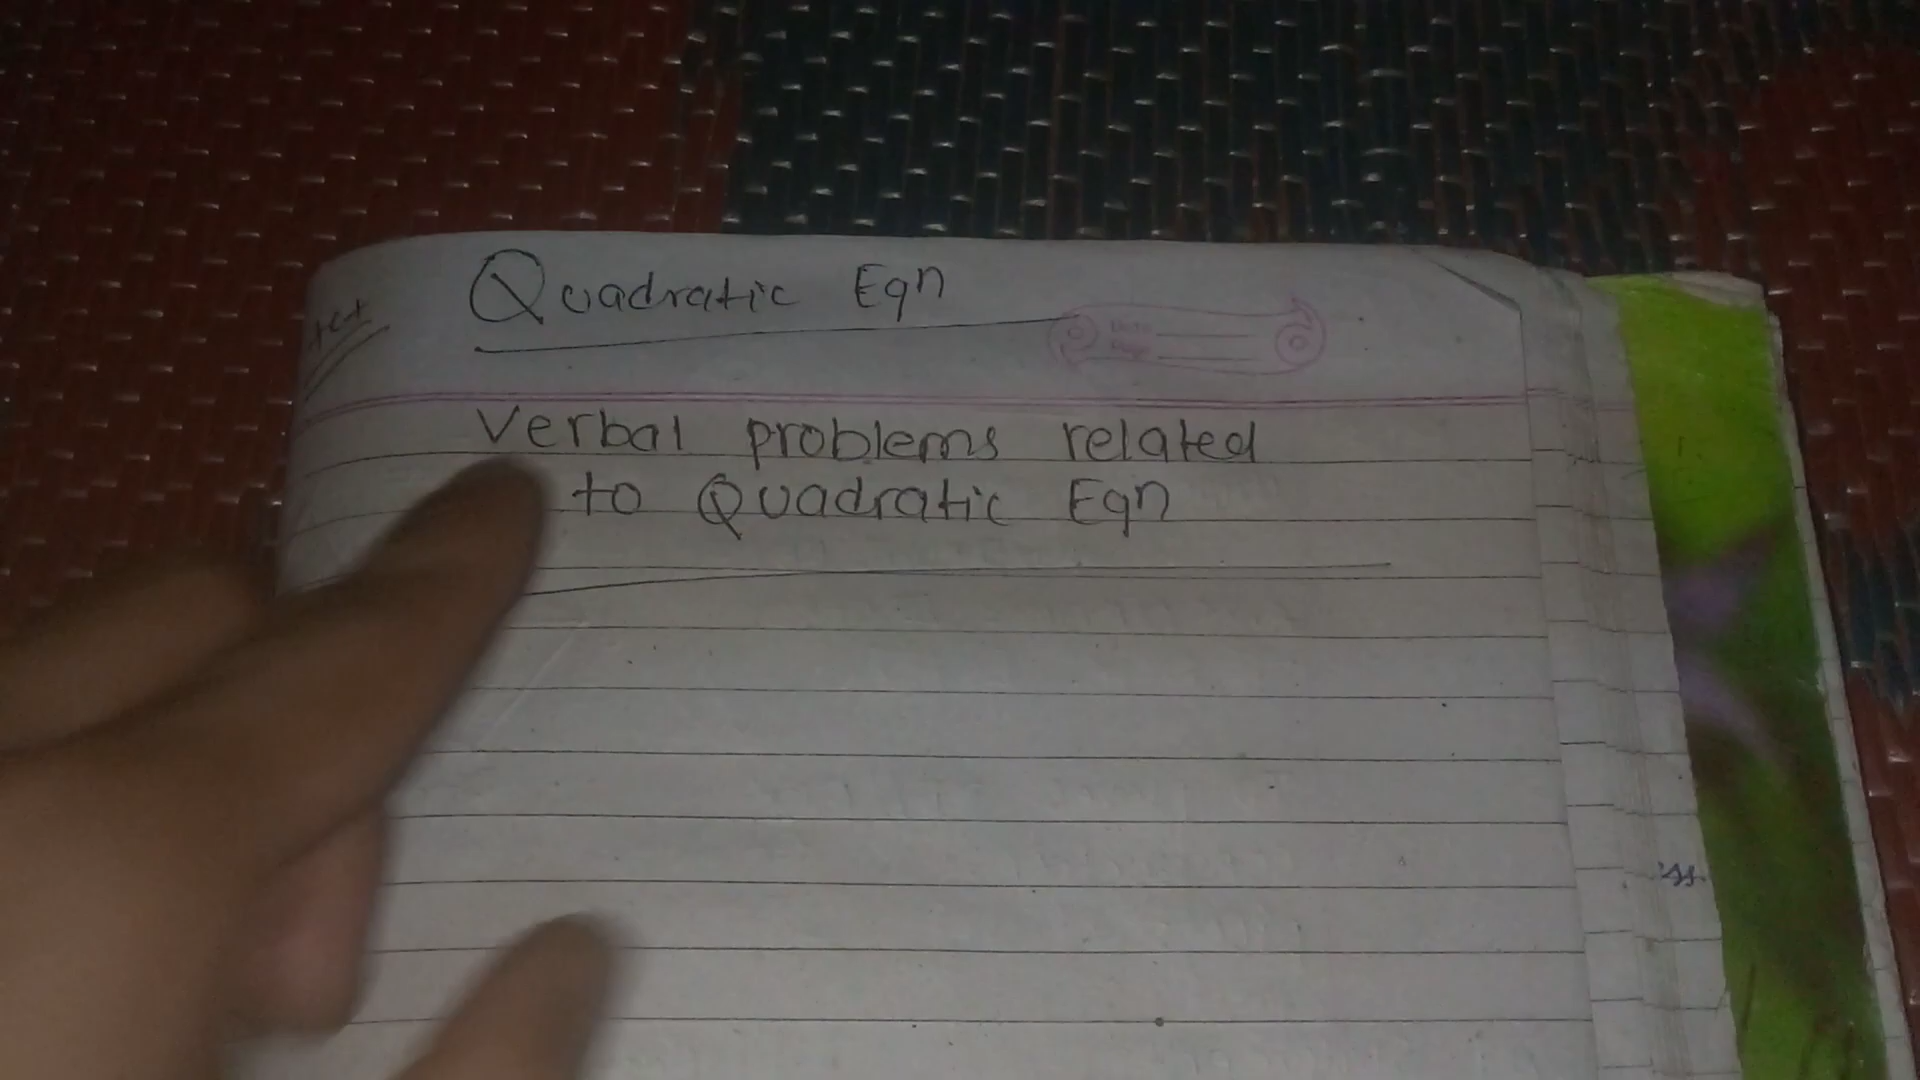 Quadratic Eqn
Verbal problems related
to Quadratic Eqn